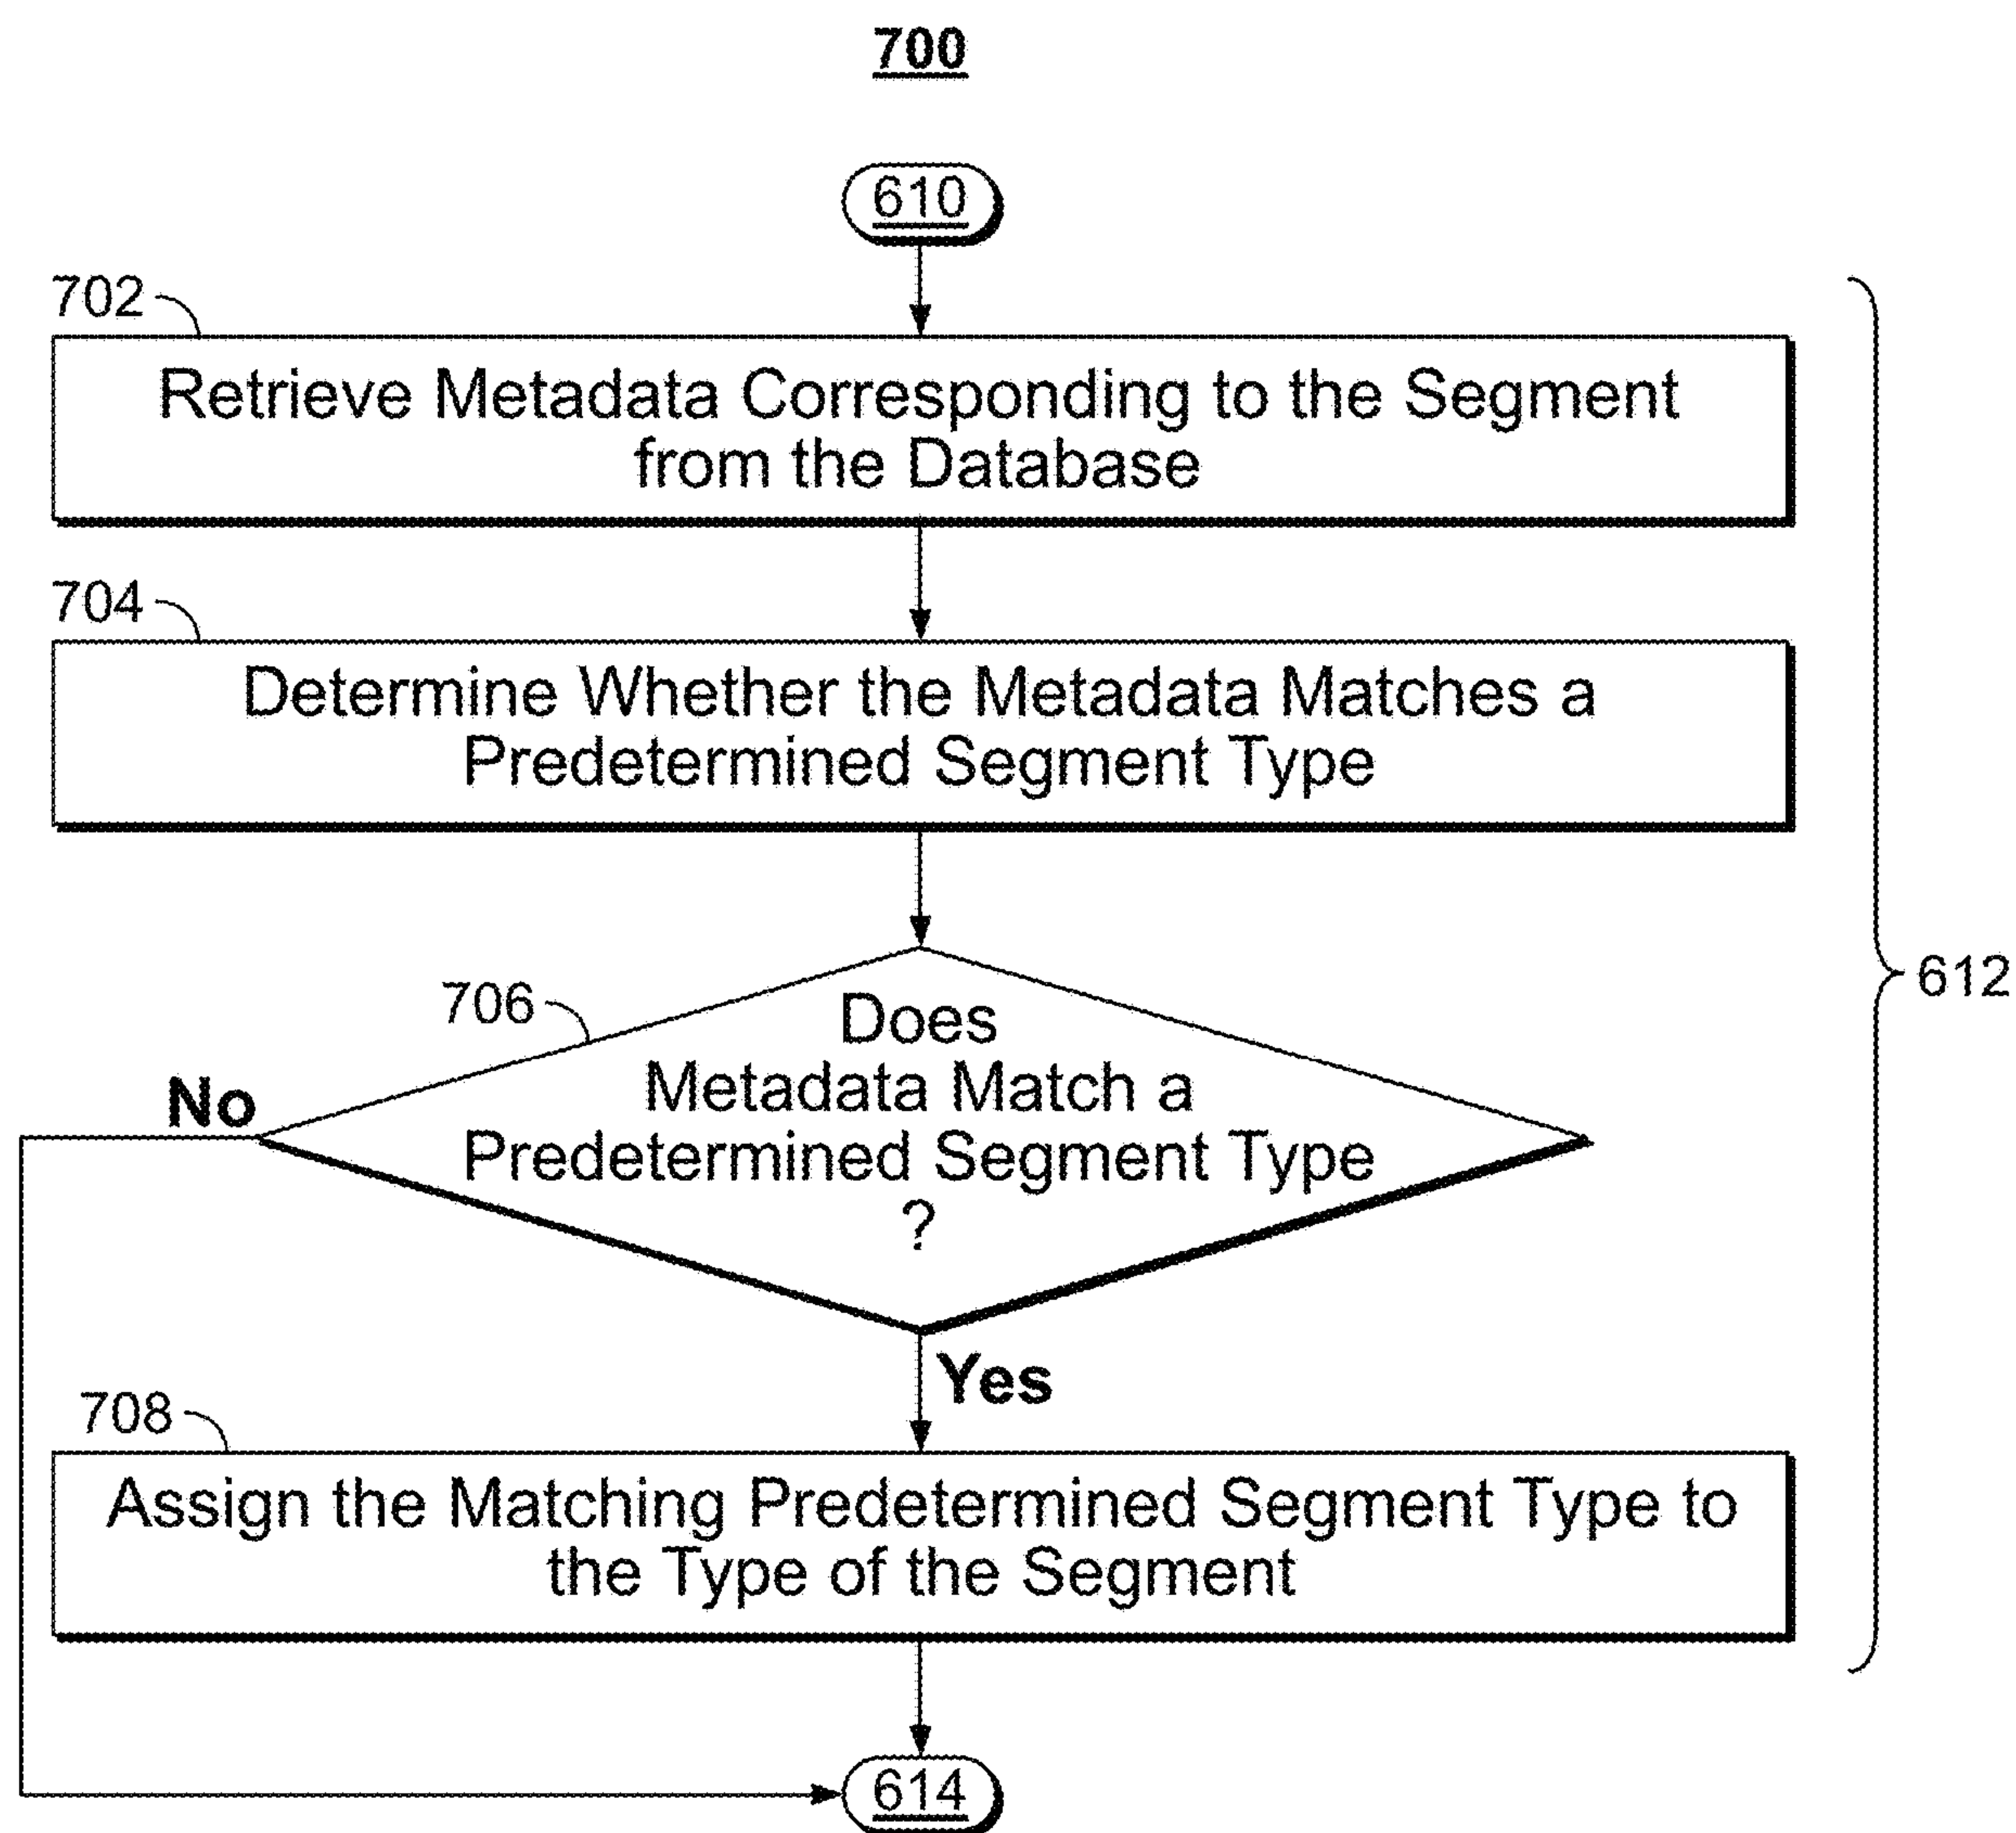 700
610
702
Retrieve Metadata Corresponding to the Segment
from the Database
704
Determine Whether the Metadata Matches a
Predetermined Segment Type
706
Does
Metadata Match a
Predetermined Segment Type
?
No
Yes
612
708
Assign the Matching Predetermined Segment Type to
the Type of the Segment
614